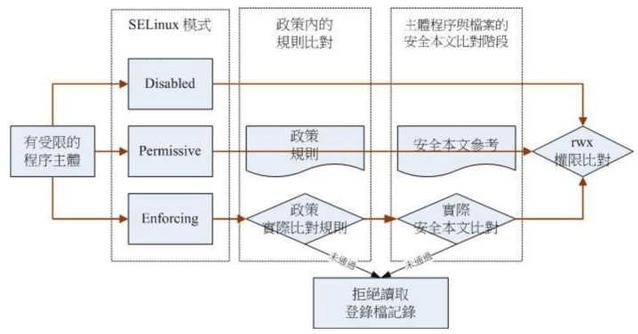 SELinux 模式
政策內的
規則比對
主體程序與檔案的
安全本文比對階段
Disabled
有受限的
程序主體
Permissive
政策
規則
安全本文參考
rwx
權限比對
Enforcing
政策
實際比對規則
實際
安全本文比對
未通過
未通過
拒絕讀取
登錄檔記錄